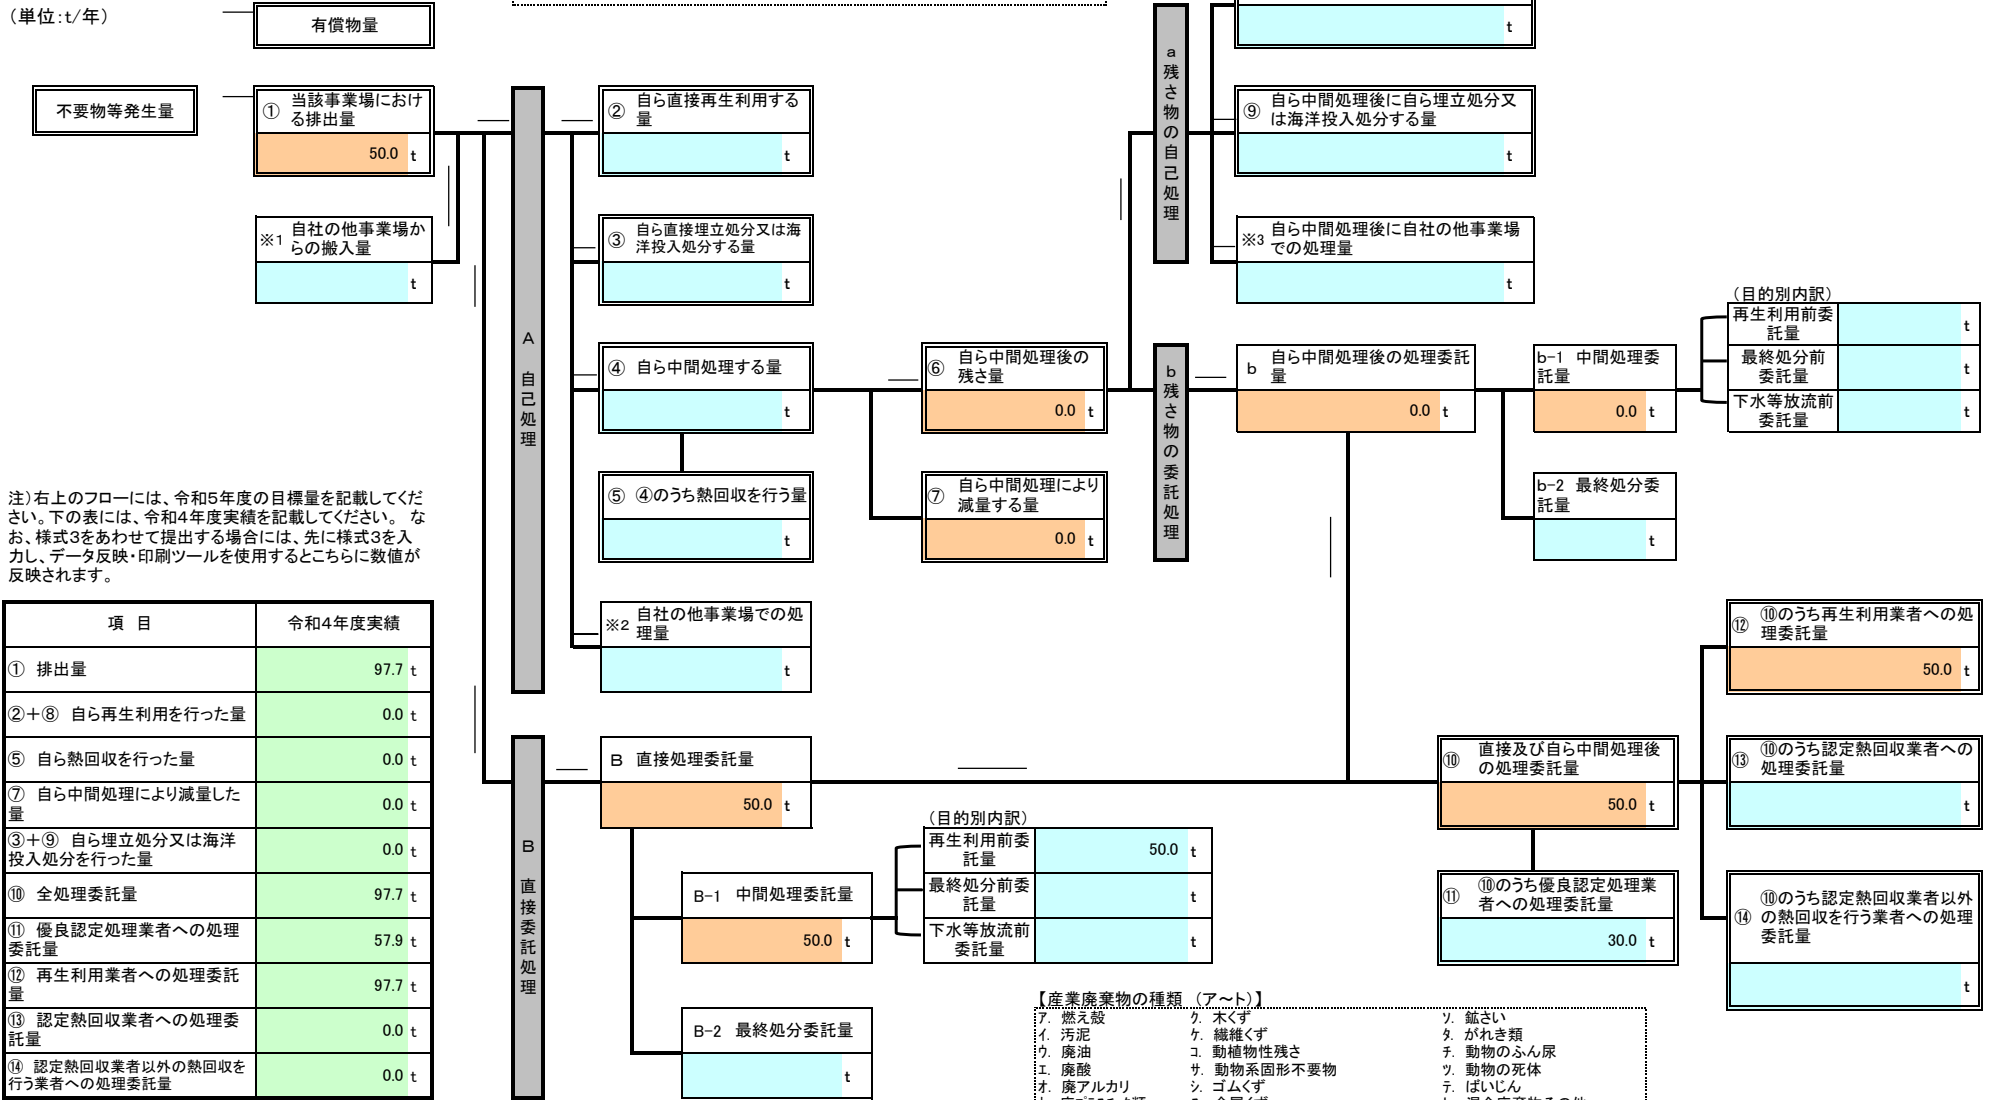 （単位：t/年）
有償物量
不要物等発生量
① 当該事業場におけ
る排出量
50.0 t
※1 自社の他事業場か
らの搬入量
t
A 自己処理
② 自ら直接再生利用する
量
t
③ 自ら直接埋立処分又は海
洋投入処分する量
t
④ 自ら中間処理する量
t
⑤ ④のうち熱回収を行う量
t
※2 自社の他事業場での処
理量
t
⑥ 自ら中間処理後の
残さ量
0.0 t
⑦ 自ら中間処理により
減量する量
0.0 t
a 残さ物の自己処理
t
⑨ 自ら中間処理後に自ら埋立処分又
は海洋投入処分する量
t
※3 自ら中間処理後に自社の他事業場
での処理量
t
b 残さ物の委託処理
b 自ら中間処理後の処理委託
量
0.0 t
b-1 中間処理委
託量
0.0 t
b-2 最終処分委
託量
t
（目的別内訳）
再生利用前委
託量
t
最終処分前
委託量
t
下水等放流前
委託量
t
注）右上のフローには、令和5年度の目標量を記載してくだ
さい。下の表には、令和4年度実績を記載してください。 な
お、様式3をあわせて提出する場合には、先に様式3を入
力し、データ反映・印刷ツールを使用するとこちらに数値が
反映されます。
項 目 令和4年度実績
① 排出量 97.7 t
②＋⑧ 自ら再生利用を行った量 0.0 t
⑤ 自ら熱回収を行った量 0.0 t
⑦ 自ら中間処理により減量した
量 0.0 t
③＋⑨ 自ら埋立処分又は海洋
投入処分を行った量 0.0 t
⑩ 全処理委託量 97.7 t
⑪ 優良認定処理業者への処理
委託量 57.9 t
⑫ 再生利用業者への処理委託
量 97.7 t
⑬ 認定熱回収業者への処理委
託量 0.0 t
⑭ 認定熱回収業者以外の熱回収を
行う業者への処理委託量 0.0 t
B 直接委託処理
B 直接処理委託量
50.0 t
B-1 中間処理委託量
50.0 t
B-2 最終処分委託量
t
（目的別内訳）
再生利用前委
託量
50.0 t
最終処分前委
託量
t
下水等放流前
委託量
t
⑩ 直接及び自ら中間処理後
の処理委託量
50.0 t
⑪ ⑩のうち優良認定処理業
者への処理委託量
30.0 t
⑫ ⑩のうち再生利用業者への処
理委託量
50.0 t
⑬ ⑩のうち認定熱回収業者への
処理委託量
t
⑭ ⑩のうち認定熱回収業者以外
の熱回収を行う業者への処理
委託量
t
【産業廃棄物の種類 （ア～ト）】
ｱ. 燃え殻 ｸ. 木くず ｿ. 鉱さい
ｲ. 汚泥 ｹ. 繊維くず ﾀ. がれき類
ｳ. 廃油 ｺ. 動植物性残さ ﾁ. 動物のふん尿
ｴ. 廃酸 ｻ. 動物系固形不要物 ﾂ. 動物の死体
ｵ. 廃アルカリ ｼ. ゴムくず ﾃ. ばいじん